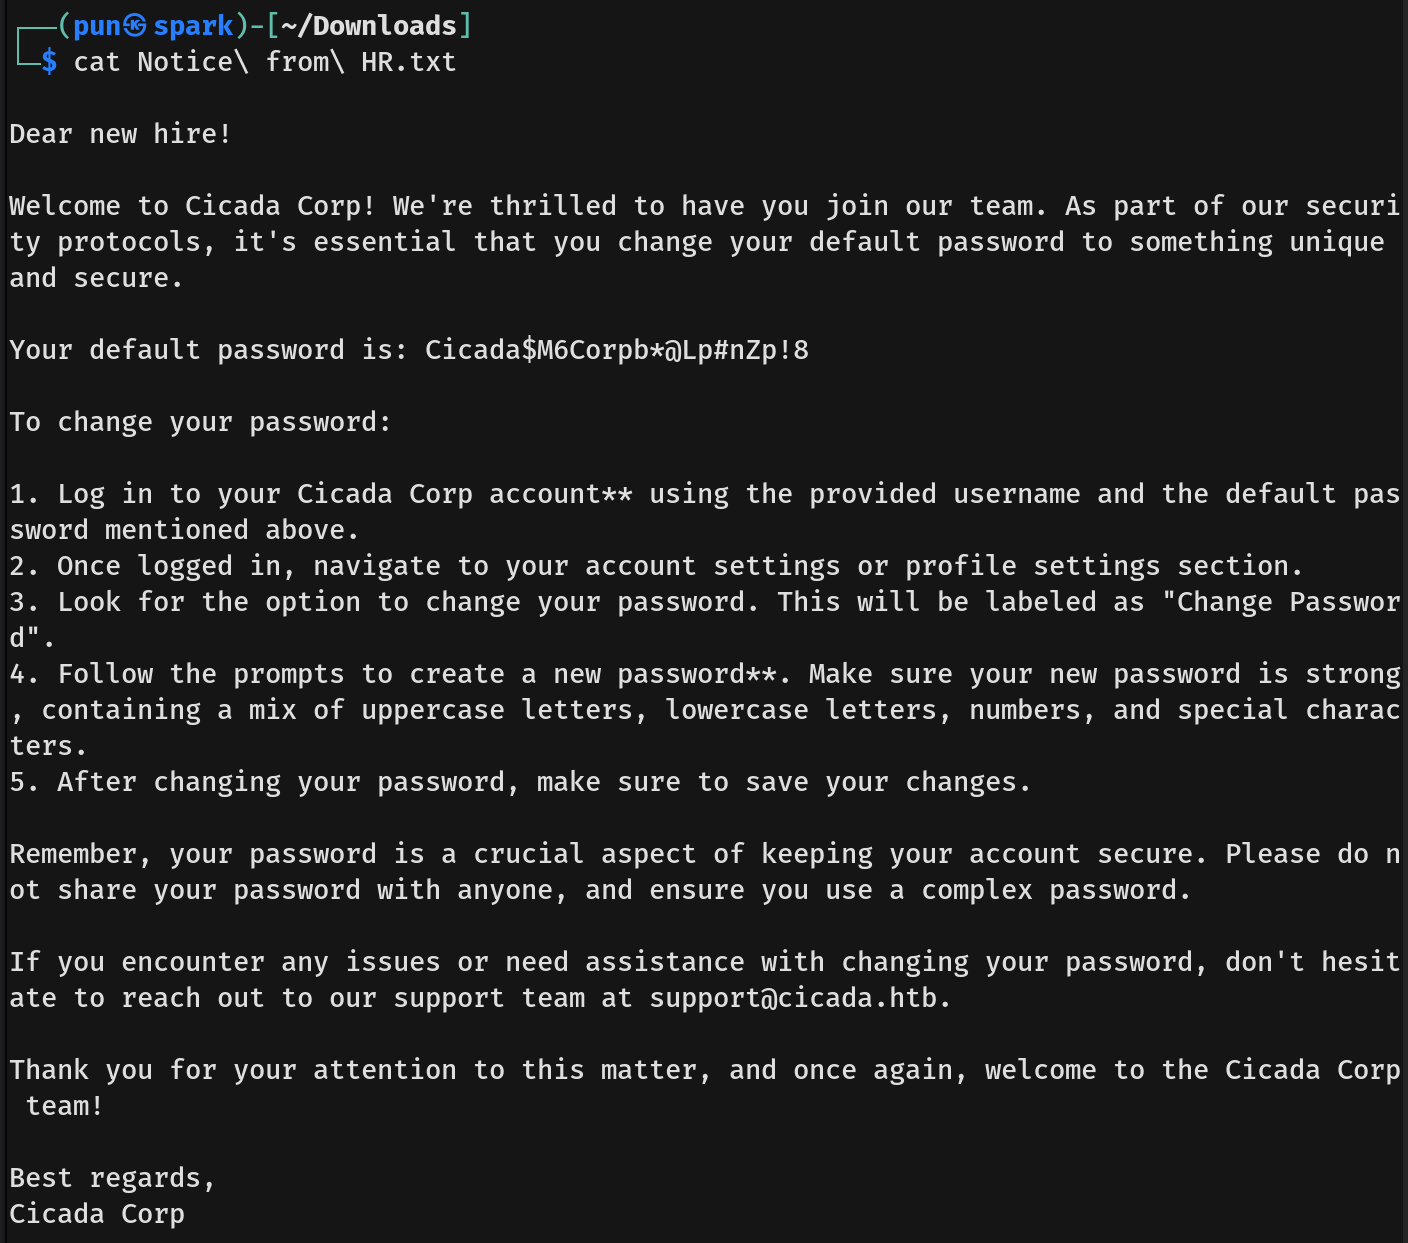 ┌──(pun㉿spark)-[~/Downloads]
└─$ cat Notice\ from\ HR.txt
Dear new hire!
Welcome to Cicada Corp! We're thrilled to have you join our team. As part of our securi
ty protocols, it's essential that you change your default password to something unique
and secure.
Your default password is: Cicada$M6Corpb*@Lp#nZp!8
To change your password:
1. Log in to your Cicada Corp account** using the provided username and the default pas
sword mentioned above.
2. Once logged in, navigate to your account settings or profile settings section.
3. Look for the option to change your password. This will be labeled as "Change Passwor
d".
4. Follow the prompts to create a new password**. Make sure your new password is strong
, containing a mix of uppercase letters, lowercase letters, numbers, and special charac
ters.
5. After changing your password, make sure to save your changes.
Remember, your password is a crucial aspect of keeping your account secure. Please do n
ot share your password with anyone, and ensure you use a complex password.
If you encounter any issues or need assistance with changing your password, don't hesit
ate to reach out to our support team at support@cicada.htb.
Thank you for your attention to this matter, and once again, welcome to the Cicada Corp
 team!
Best regards,
Cicada Corp